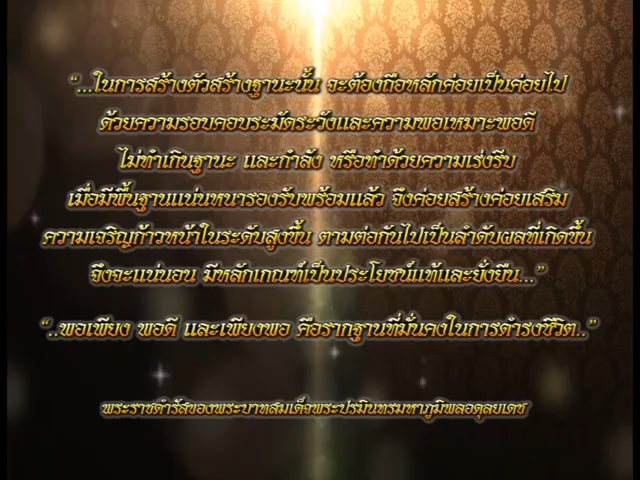 “...ในการสร้างตัวสร้างฐานะนั้น จะต้องถือหลักค่อยเป็นค่อยไป
ด้วยความรอบคอบระมัดระวังและความพอเหมาะพอดี
ไม่ทำเกินฐานะ และกำลัง หรือทำด้วยความเร่งรีบ
เมื่อมีพื้นฐานแน่นหนารองรับพร้อมแล้ว จึงค่อยสร้างค่อยเสริม
ความเจริญก้าวหน้าในระดับสูงขึ้น ตามต่อกันไปเป็นลำดับผลที่เกิดขึ้น
จึงจะแน่นอน มีหลักเกณฑ์เป็นประโยชน์แท้และยั่งยืน...”
“..พอเพียง พอดี และเพียงพอ คือรากฐานที่มั่นคงในการดำรงชีวิต..”
พระราชดำรัสของพระบาทสมเด็จพระปรมินทรมหาภูมิพลอดุลยเดช